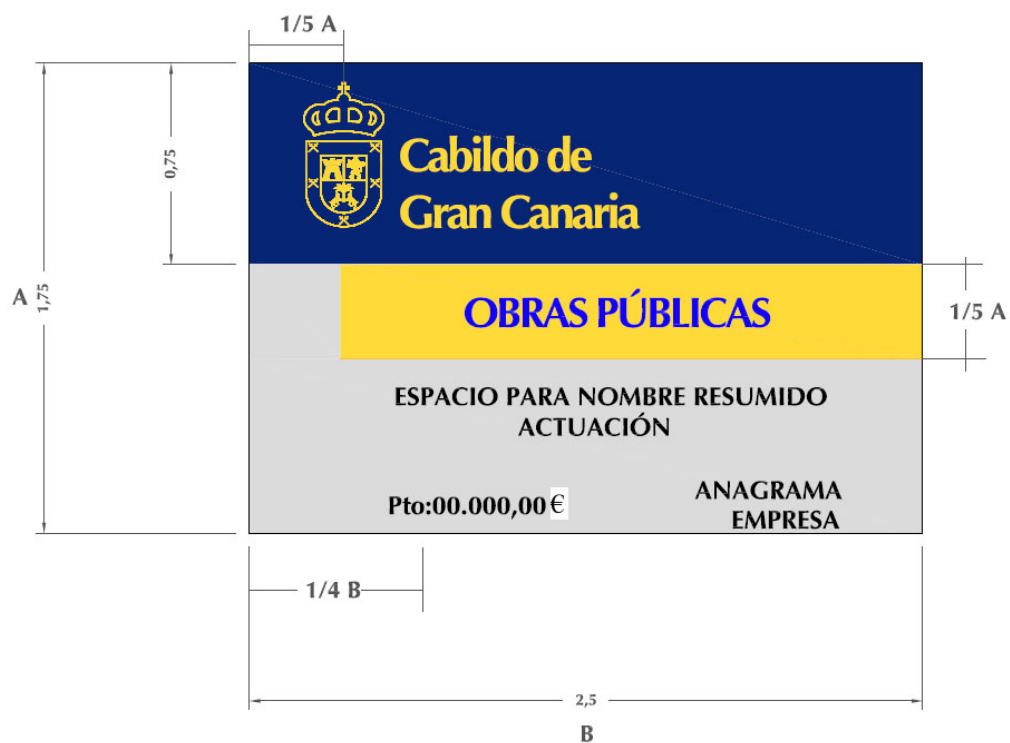 1/5 A
0,75
Cabildo de
Gran Canaria
A
1,75
OBRAS PÚBLICAS
1/5 A
ESPACIO PARA NOMBRE RESUMIDO
ACTUACIÓN
Pto:00.000,00 €
ANAGRAMA
EMPRESA
1/4 B
2,5
B